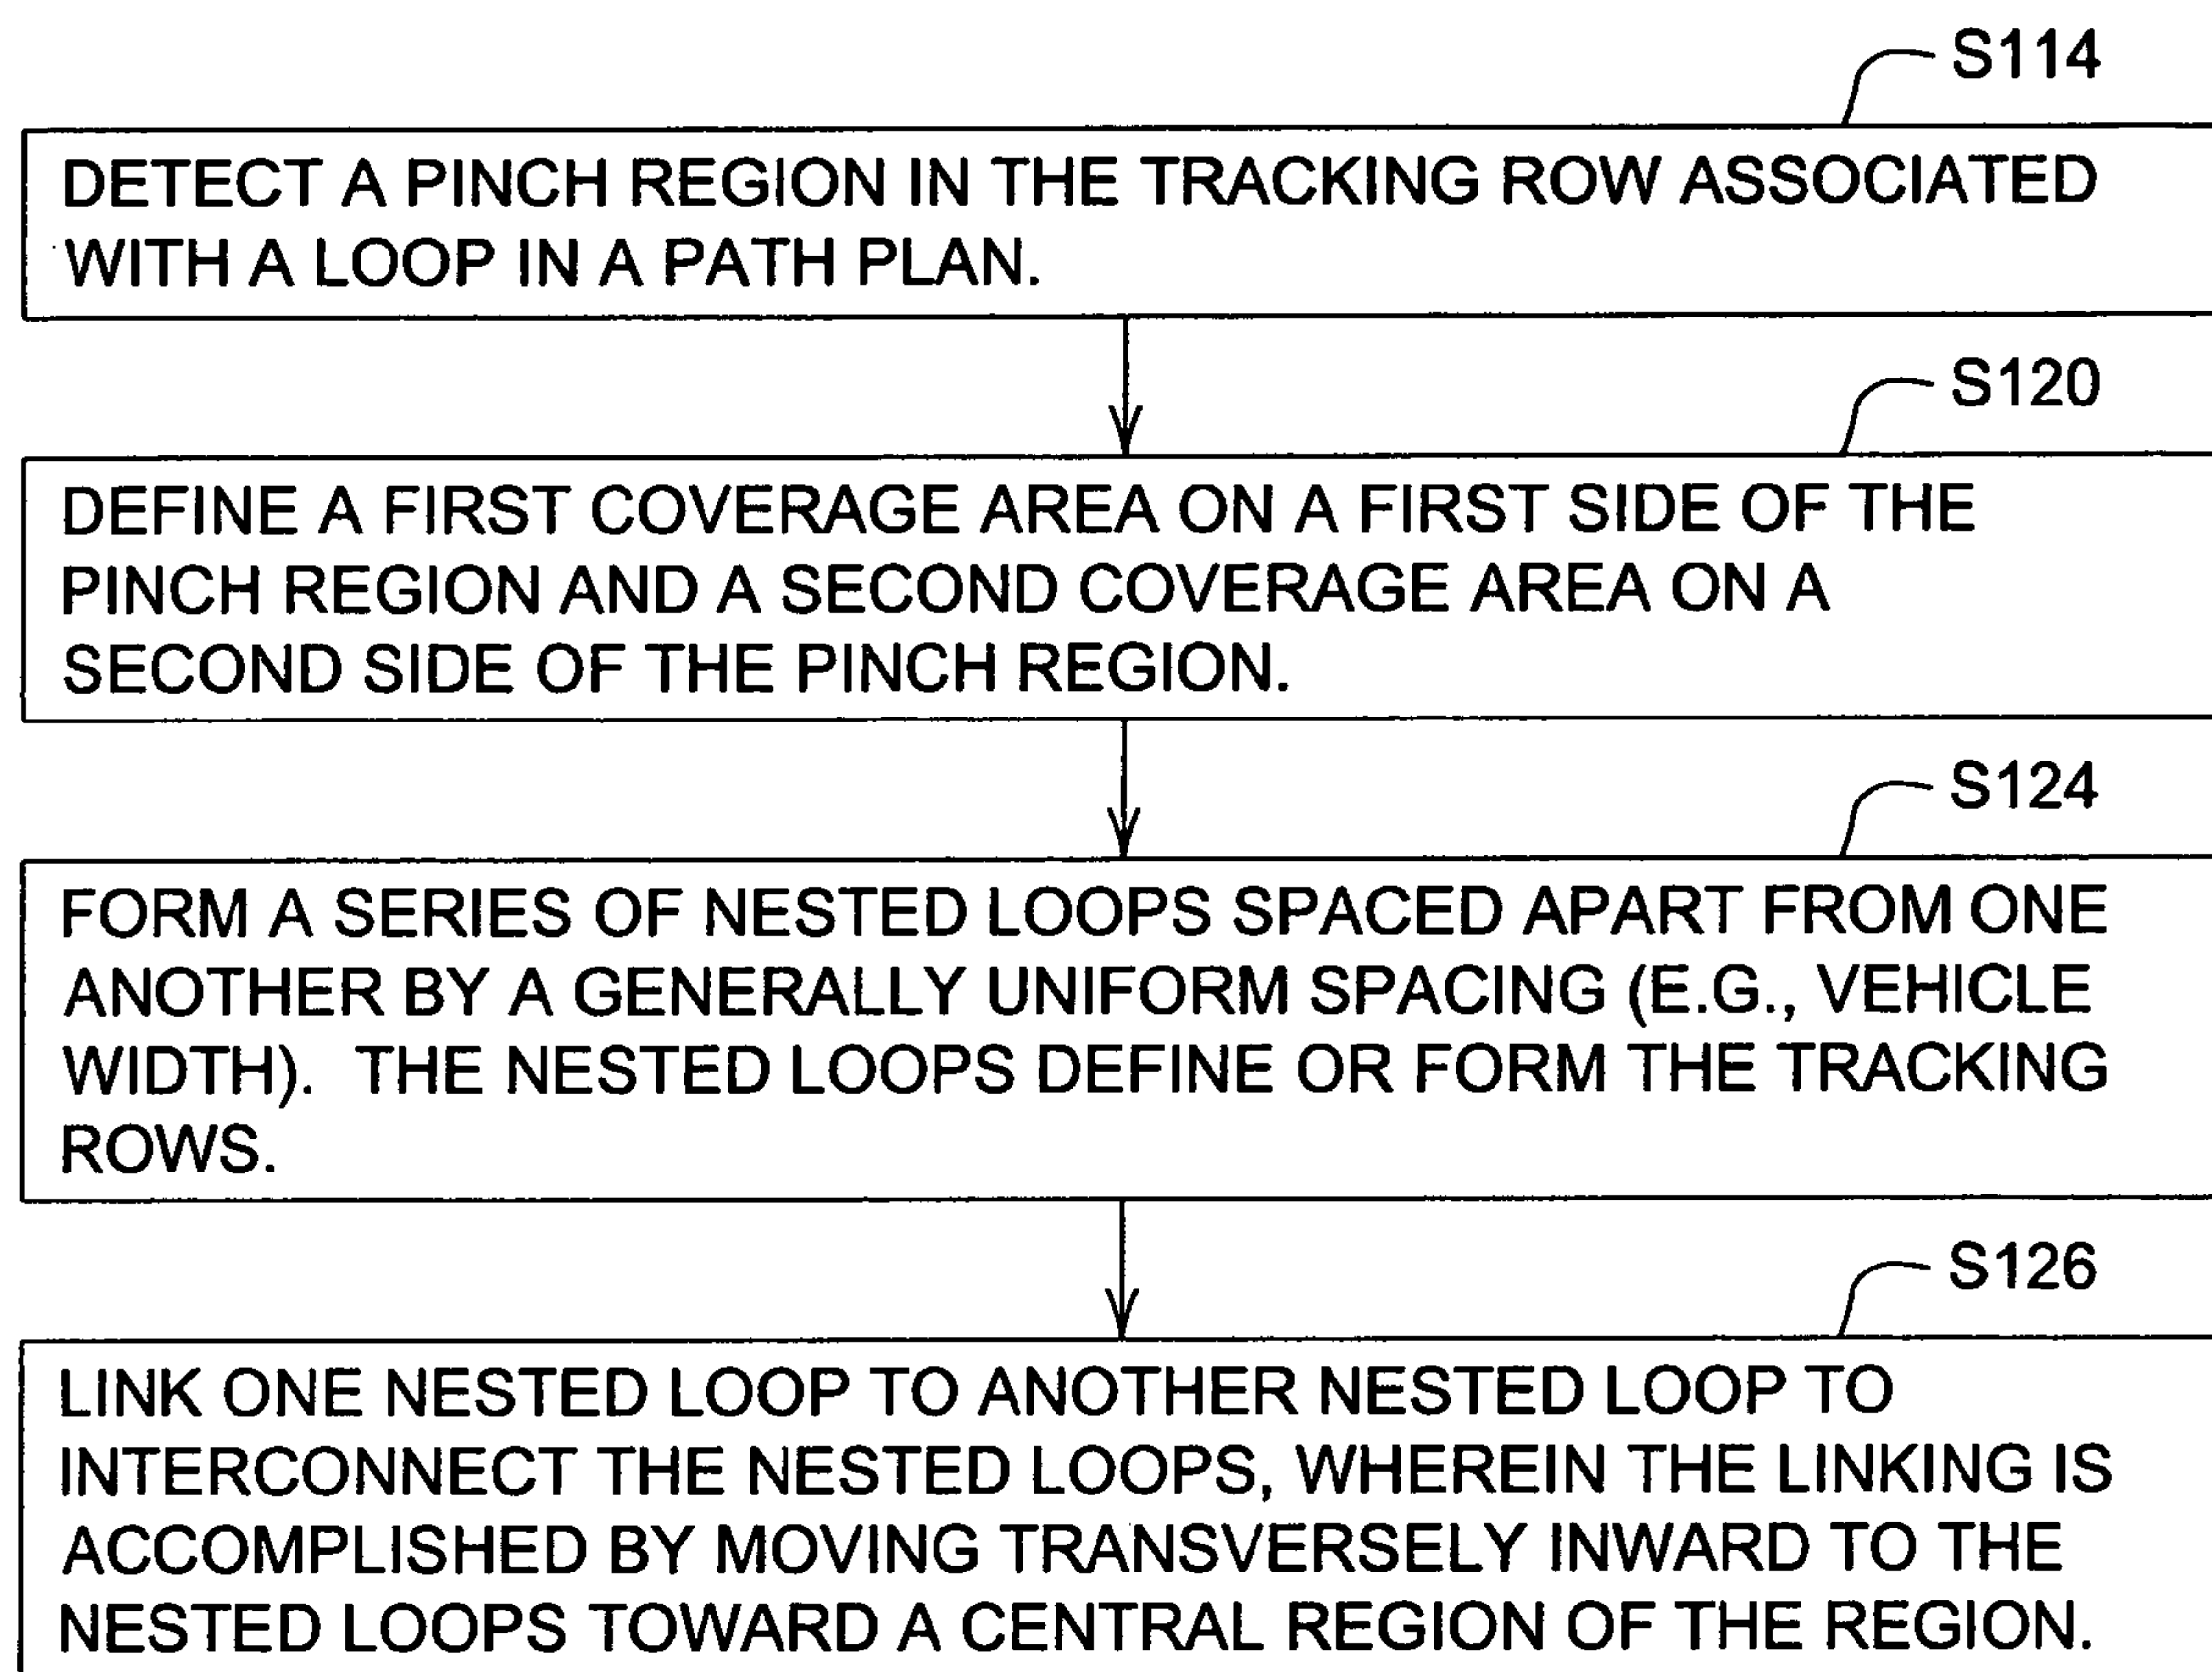 S114
DETECT A PINCH REGION IN THE TRACKING ROW ASSOCIATED
WITH A LOOP IN A PATH PLAN.
S120
DEFINE A FIRST COVERAGE AREA ON A FIRST SIDE OF THE
PINCH REGION AND A SECOND COVERAGE AREA ON A
SECOND SIDE OF THE PINCH REGION.
S124
FORM A SERIES OF NESTED LOOPS SPACED APART FROM ONE
ANOTHER BY A GENERALLY UNIFORM SPACING (E.G., VEHICLE
WIDTH). THE NESTED LOOPS DEFINE OR FORM THE TRACKING
ROWS.
S126
LINK ONE NESTED LOOP TO ANOTHER NESTED LOOP TO
INTERCONNECT THE NESTED LOOPS, WHEREIN THE LINKING IS
ACCOMPLISHED BY MOVING TRANSVERSELY INWARD TO THE
NESTED LOOPS TOWARD A CENTRAL REGION OF THE REGION.